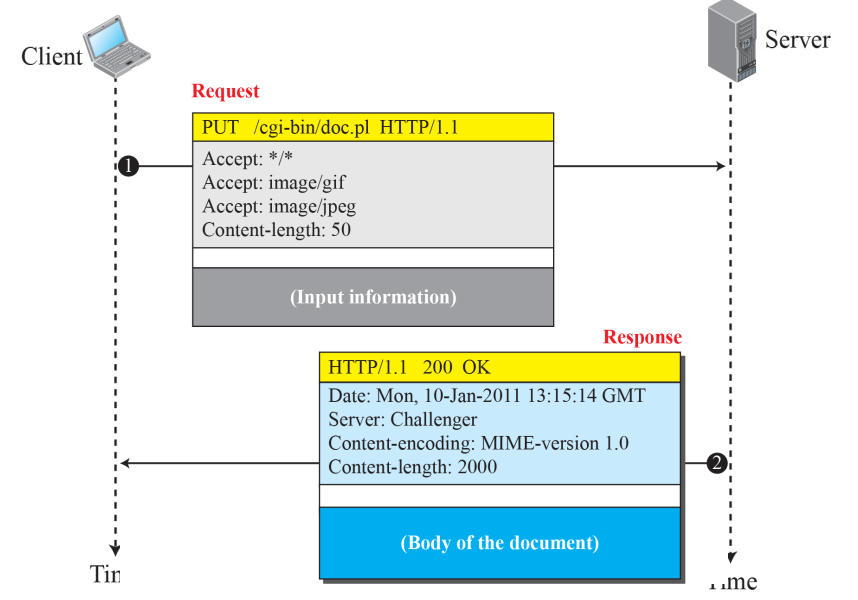 Client
Server
Request
PUT /cgi-bin/doc.pl HTTP/1.1
1
Accept: */*
Accept: image/gif
Accept: image/jpeg
Content-length: 50
(Input information)
Response
HTTP/1.1 200 OK
Date: Mon, 10-Jan-2011 13:15:14 GMT
Server: Challenger
Content-encoding: MIME-version 1.0
Content-length: 2000
2
(Body of the document)